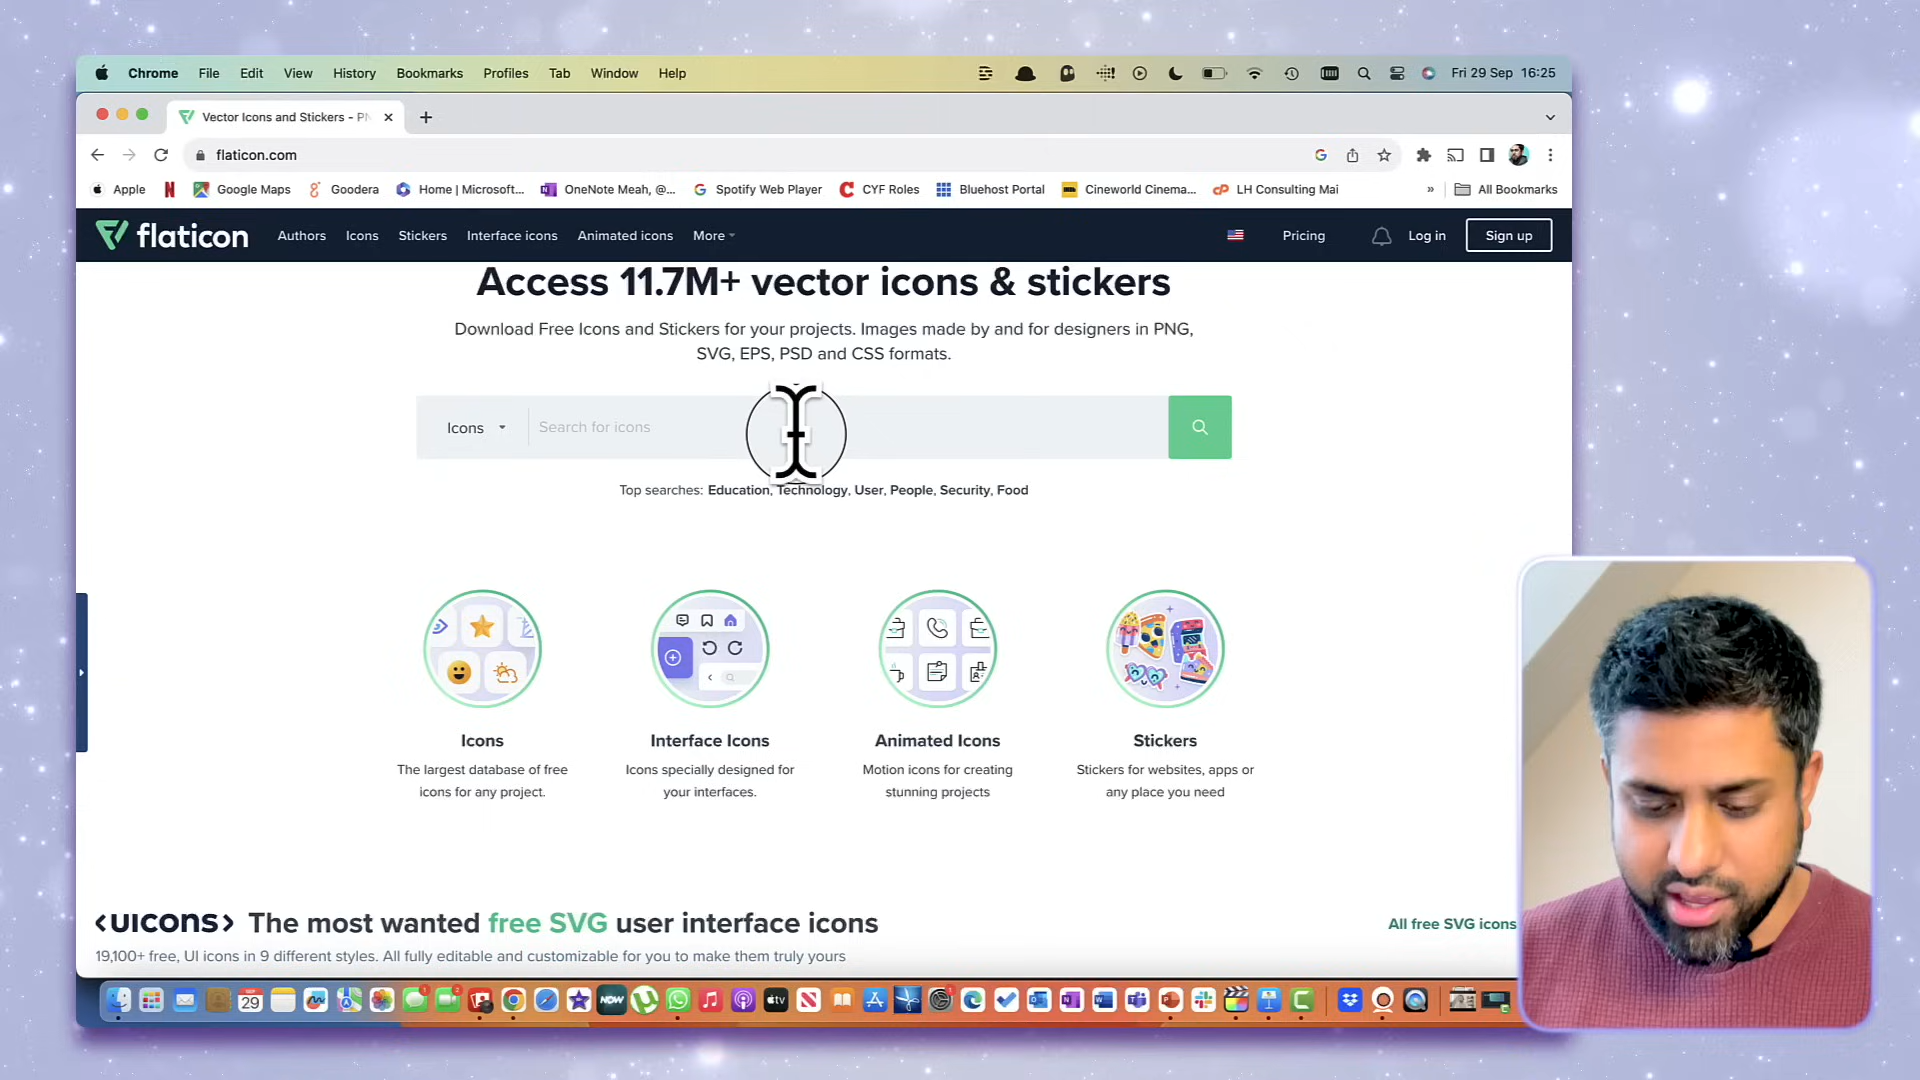 Chrome File Edit View History Bookmarks Profiles Tab Window Help Fri 29 Sep 16:25
Vector Icons and Stickers - PN
flaticon.com
Apple Google Maps Goodera Home | Microsoft... OneNote Meah, @... Spotify Web Player CYF Roles Bluehost Portal Cineworld Cinema... LH Consulting Mai » All Bookmarks
flaticon Authors Icons Stickers Interface icons Animated icons More Pricing Log in Sign up
Access 11.7M+ vector icons & stickers
Download Free Icons and Stickers for your projects. Images made by and for designers in PNG,
SVG, EPS, PSD and CSS formats.
Icons Search for icons
Top searches: Education, Technology, User, People, Security, Food
Icons Interface Icons Animated Icons Stickers
The largest database of free
icons for any project.
Icons specially designed for
your interfaces.
Motion icons for creating
stunning projects
Stickers for websites, apps or
any place you need
<UICONS> The most wanted free SVG user interface icons All free SVG icons
19,100+ free, UI icons in 9 different styles. All fully editable and customizable for you to make them truly yours
SEP
29
NOW
tv